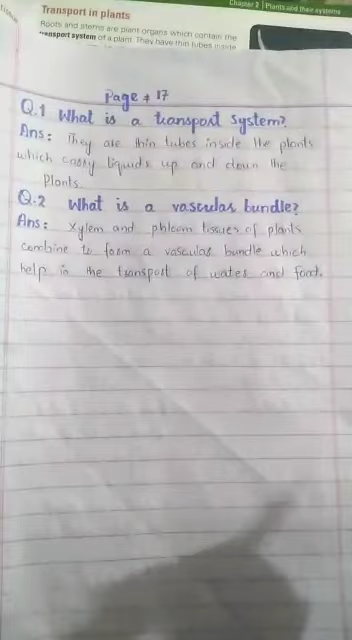 Chapter 2 | Plants and their systems
Transport in plants
Roots and stems are plant organs which contain the
transport system of a plant. They have thin tubes inside
Page # 17
Q.1 What is a transport system?
Ans: They are thin tubes inside the plants
which carry liquids up and down the
Plants.
Q.2 What is a vascular bundle?
Ans: Xylem and phloem tissues of plants
combine to form a vascular bundle which
help in the transport of water and food.